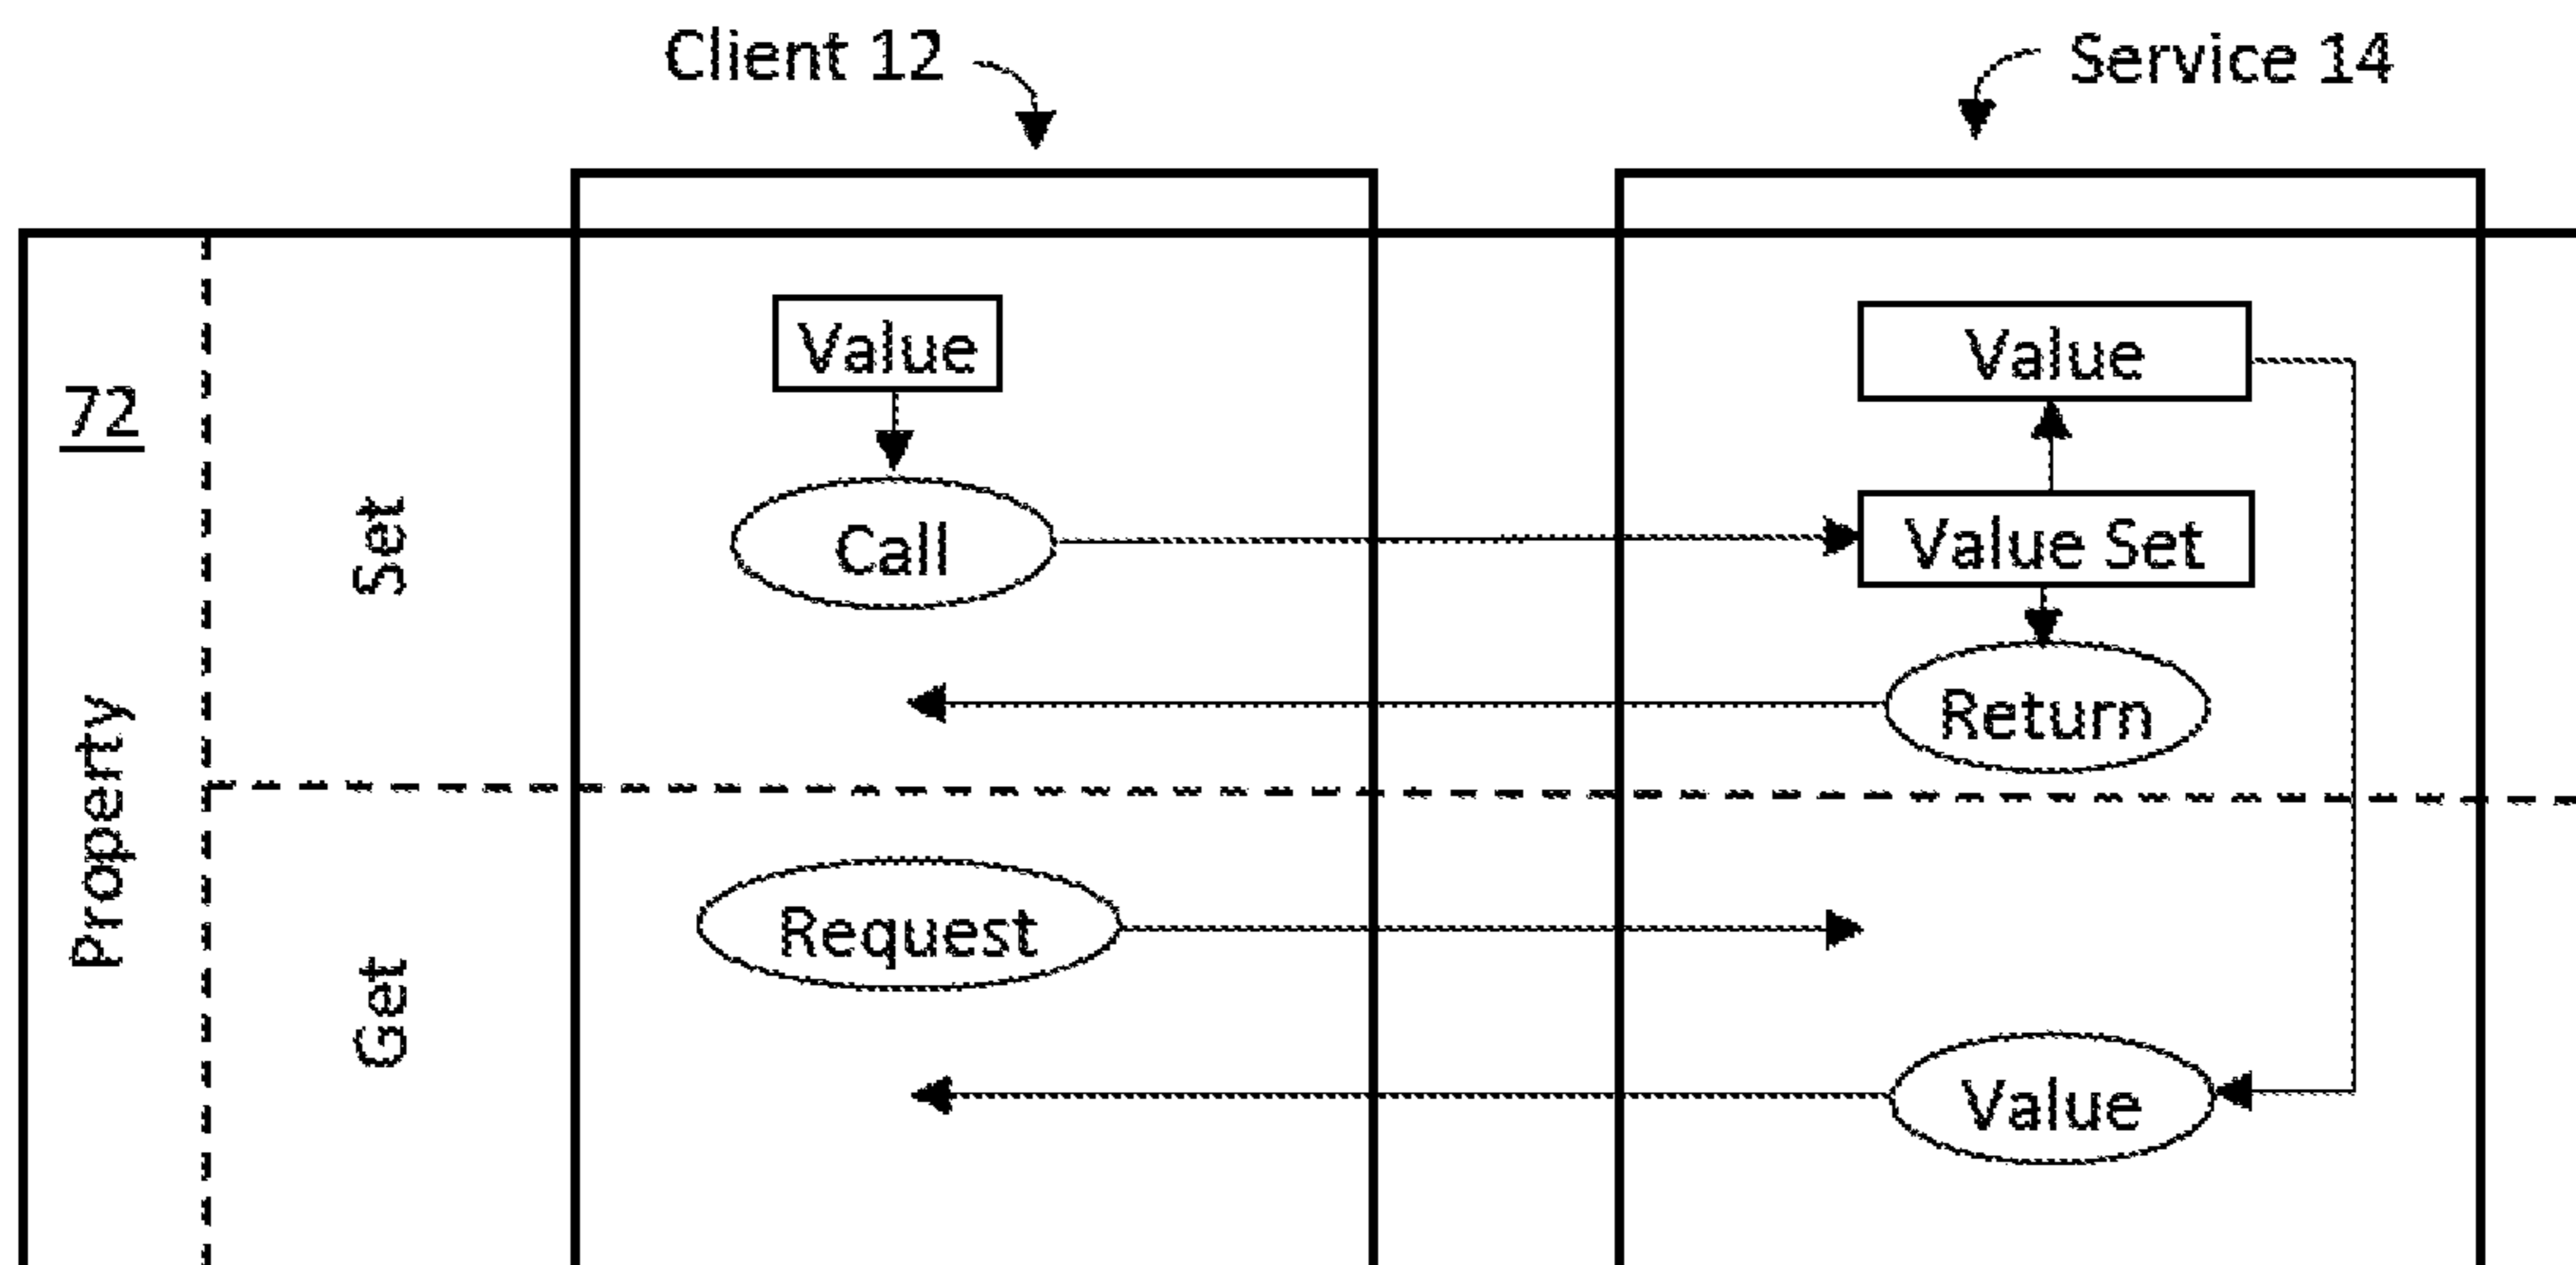 Client 12
Service 14
72
Property
Set
Value
Value
Call
Value Set
Return
Get
Request
Value